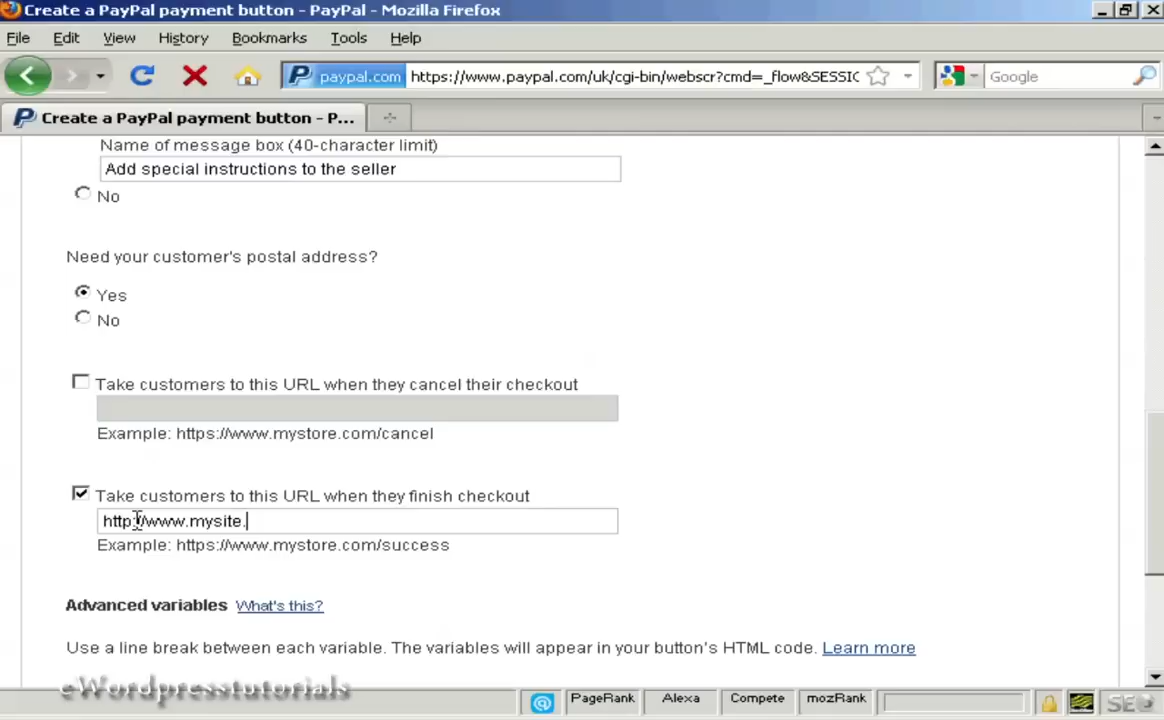 Create a PayPal payment button - PayPal - Mozilla Firefox
File Edit View History Bookmarks Tools Help
paypal.com https://www.paypal.com/uk/cgi-bin/webscr?cmd=_flow&SESSIC Google
Create a PayPal payment button - P...
Name of message box (40-character limit)
Add special instructions to the seller
No
Need your customer's postal address?
Yes
No
Take customers to this URL when they cancel their checkout
Example: https://www.mystore.com/cancel
Take customers to this URL when they finish checkout
http://www.mysite.
Example: https://www.mystore.com/success
Advanced variables What's this?
Use a line break between each variable. The variables will appear in your button's HTML code. Learn more
eWordpresstutorials
PageRank Alexa Compete mozRank SE